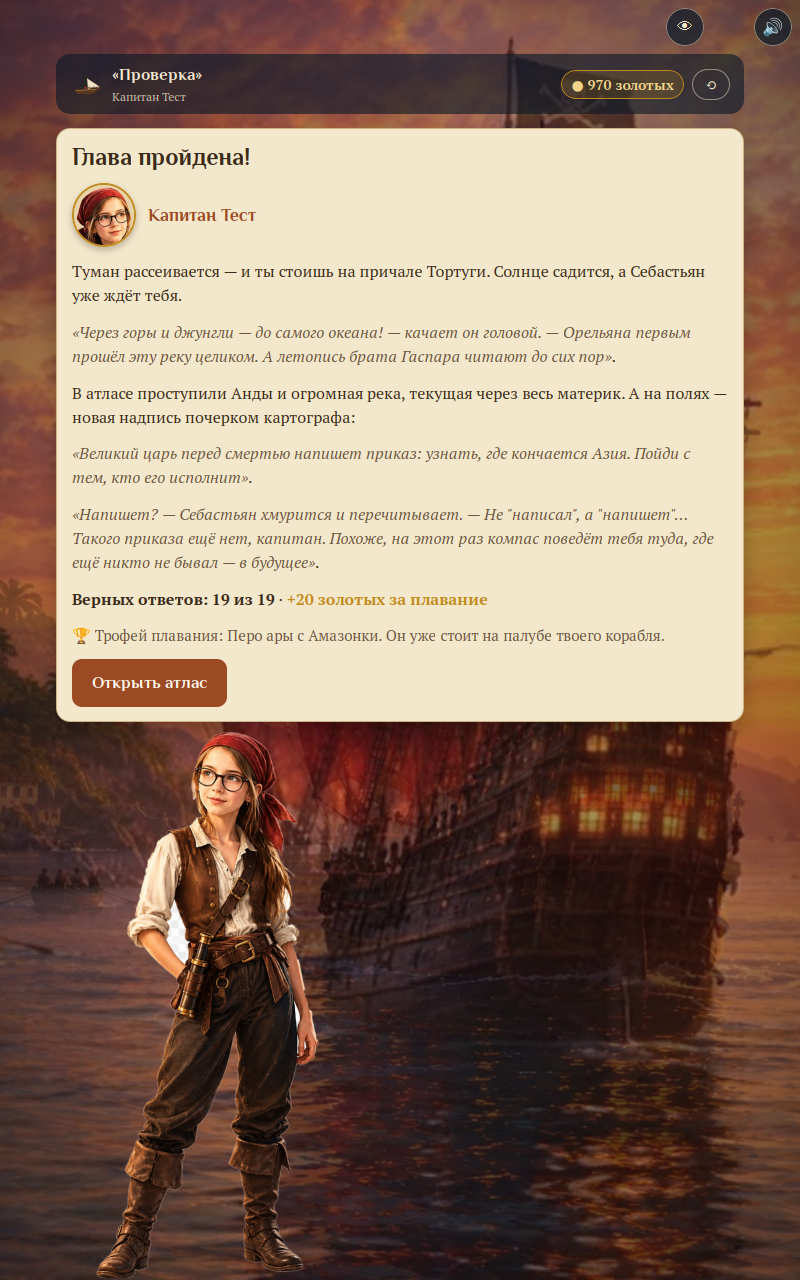 «Проверка»
Капитан Тест
970 золотых
Глава пройдена!
Капитан Тест
Туман рассеивается — и ты стоишь на причале Тортуги. Солнце садится, а Себастьян
уже ждёт тебя.
«Через горы и джунгли — до самого океана! — качает он головой. — Орельяна первым
прошёл эту реку целиком. А летопись брата Гаспара читают до сих пор».
В атласе проступили Анды и огромная река, текущая через весь материк. А на полях —
новая надпись почерком картографа:
«Великий царь перед смертью напишет приказ: узнать, где кончается Азия. Пойди с
тем, кто его исполнит».
«Напишет? — Себастьян хмурится и перечитывает. — Не "написал", а "напишет"…
Такого приказа ещё нет, капитан. Похоже, на этот раз компас поведёт тебя туда, где
ещё никто не бывал — в будущее».
Верных ответов: 19 из 19 · +20 золотых за плавание
🏆 Трофей плавания: Перо ары с Амазонки. Он уже стоит на палубе твоего корабля.
Открыть атлас